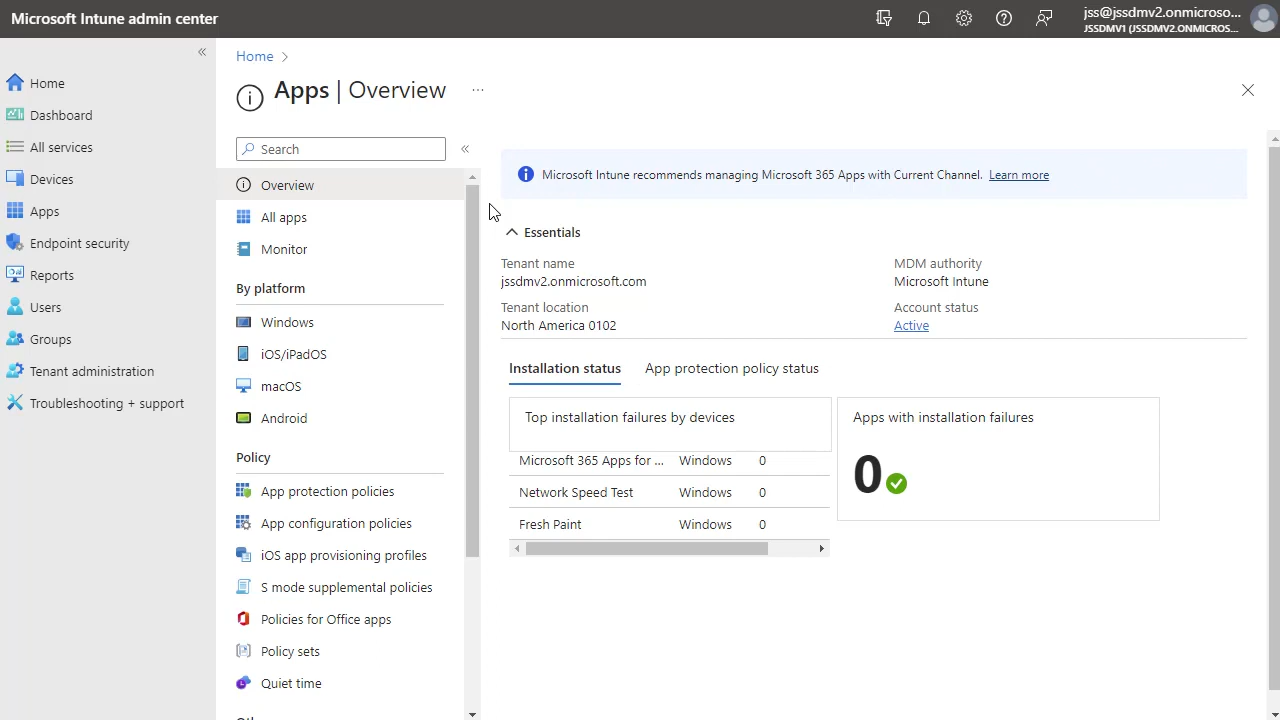 Microsoft Intune admin center
jss@jssdmv2.onmicroso...
JSSDMV1 (JSSDMV2.ONMICROS...
Home
Dashboard
All services
Devices
Apps
Endpoint security
Reports
Users
Groups
Tenant administration
Troubleshooting + support
Home
Apps | Overview
Search
Overview
All apps
Monitor
By platform
Windows
iOS/iPadOS
macOS
Android
Policy
App protection policies
App configuration policies
iOS app provisioning profiles
S mode supplemental policies
Policies for Office apps
Policy sets
Quiet time
Microsoft Intune recommends managing Microsoft 365 Apps with Current Channel. Learn more
Essentials
Tenant name
jssdmv2.onmicrosoft.com
Tenant location
North America 0102
MDM authority
Microsoft Intune
Account status
Active
Installation status App protection policy status
Top installation failures by devices
Microsoft 365 Apps for ... Windows 0
Network Speed Test Windows 0
Fresh Paint Windows 0
Apps with installation failures
0